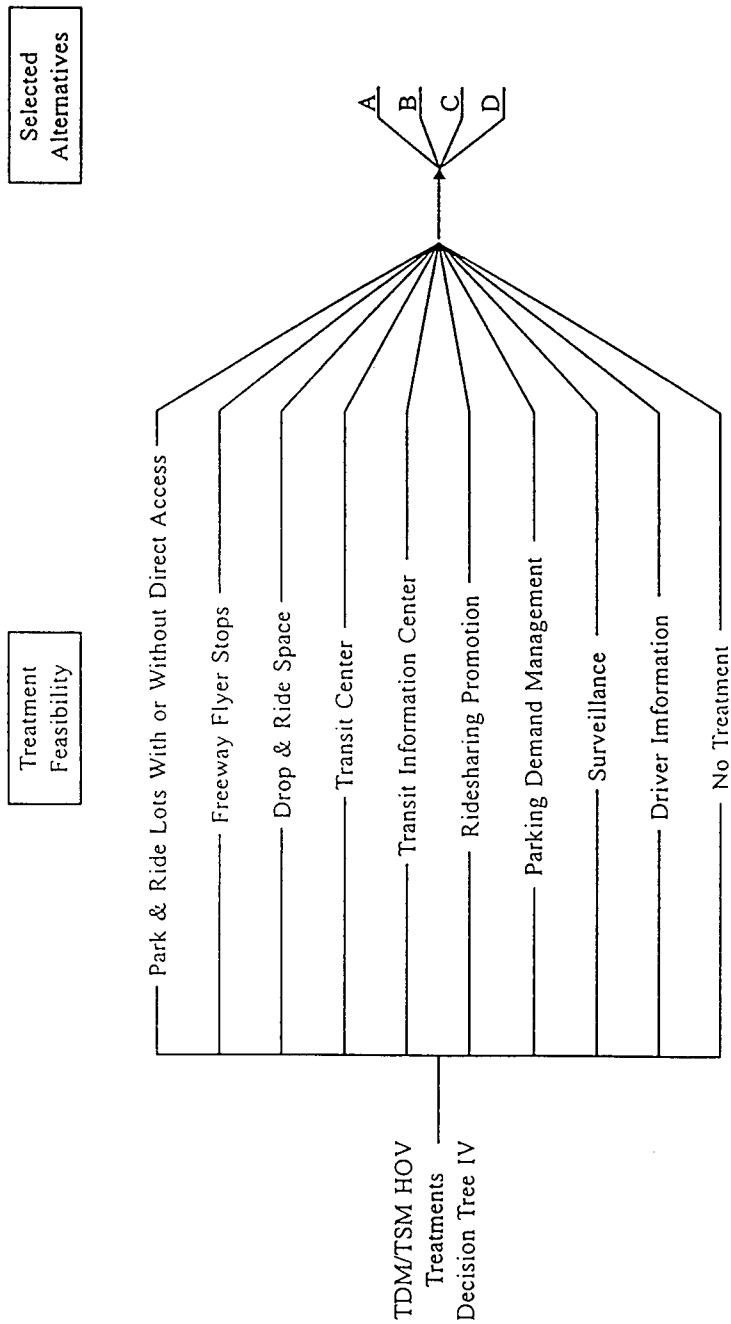 Treatment
Feasibility
Selected
Alternatives
TDM/TSM HOV
Treatments
Decision Tree IV
Park & Ride Lots With or Without Direct Access
Freeway Flyer Stops
Drop & Ride Space
Transit Center
Transit Information Center
Ridesharing Promotion
Parking Demand Management
Surveillance
Driver Imformation
No Treatment
A
B
C
D